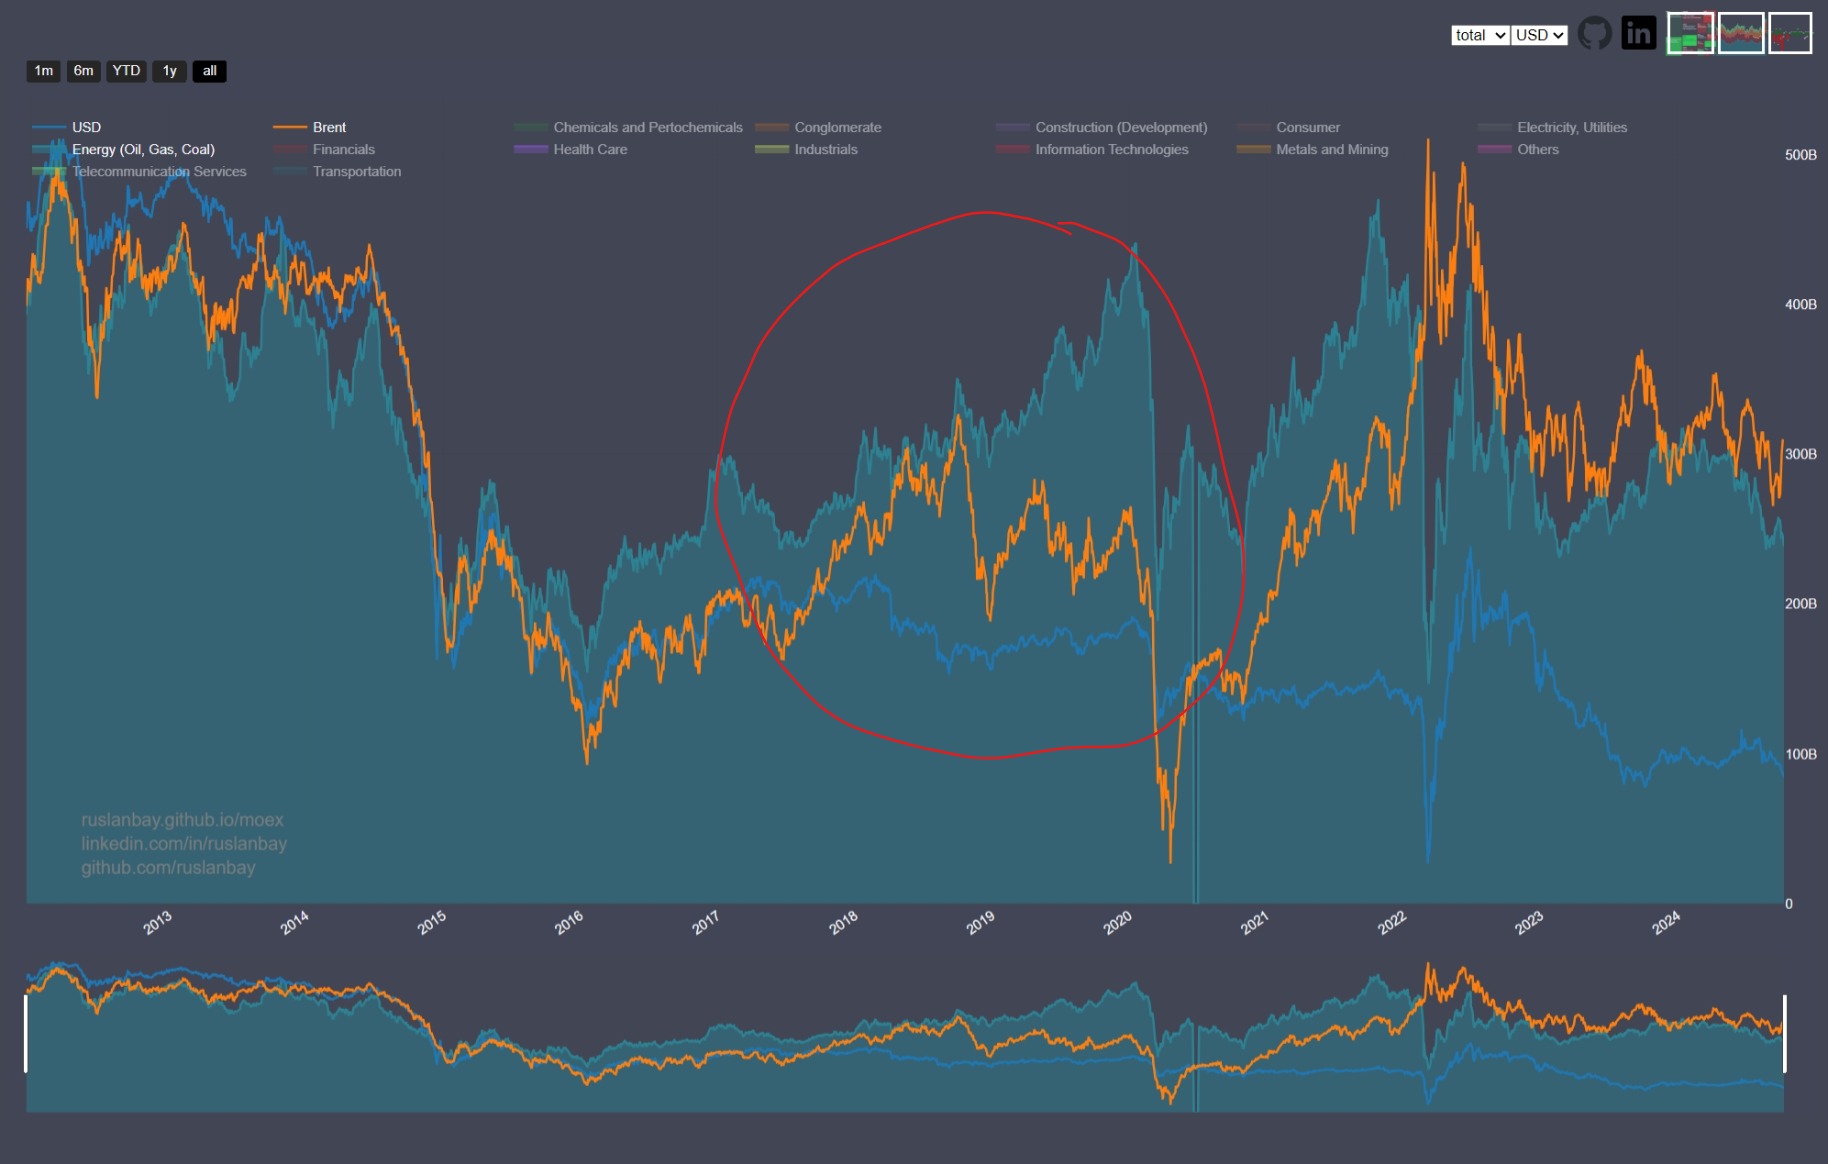 total USD
in
1m 6m YTD 1y all
USD Brent Chemicals and Pertochemicals Conglomerate Construction (Development) Consumer Electricity, Utilities
Energy (Oil, Gas, Coal) Financials Health Care Industrials Information Technologies Metals and Mining Others
Telecommunication Services Transportation
500B
400B
300B
200B
100B
0
ruslanbay.github.io/moex
linkedin.com/in/ruslanbay
github.com/ruslanbay
2013 2014 2015 2016 2017 2018 2019 2020 2021 2022 2023 2024